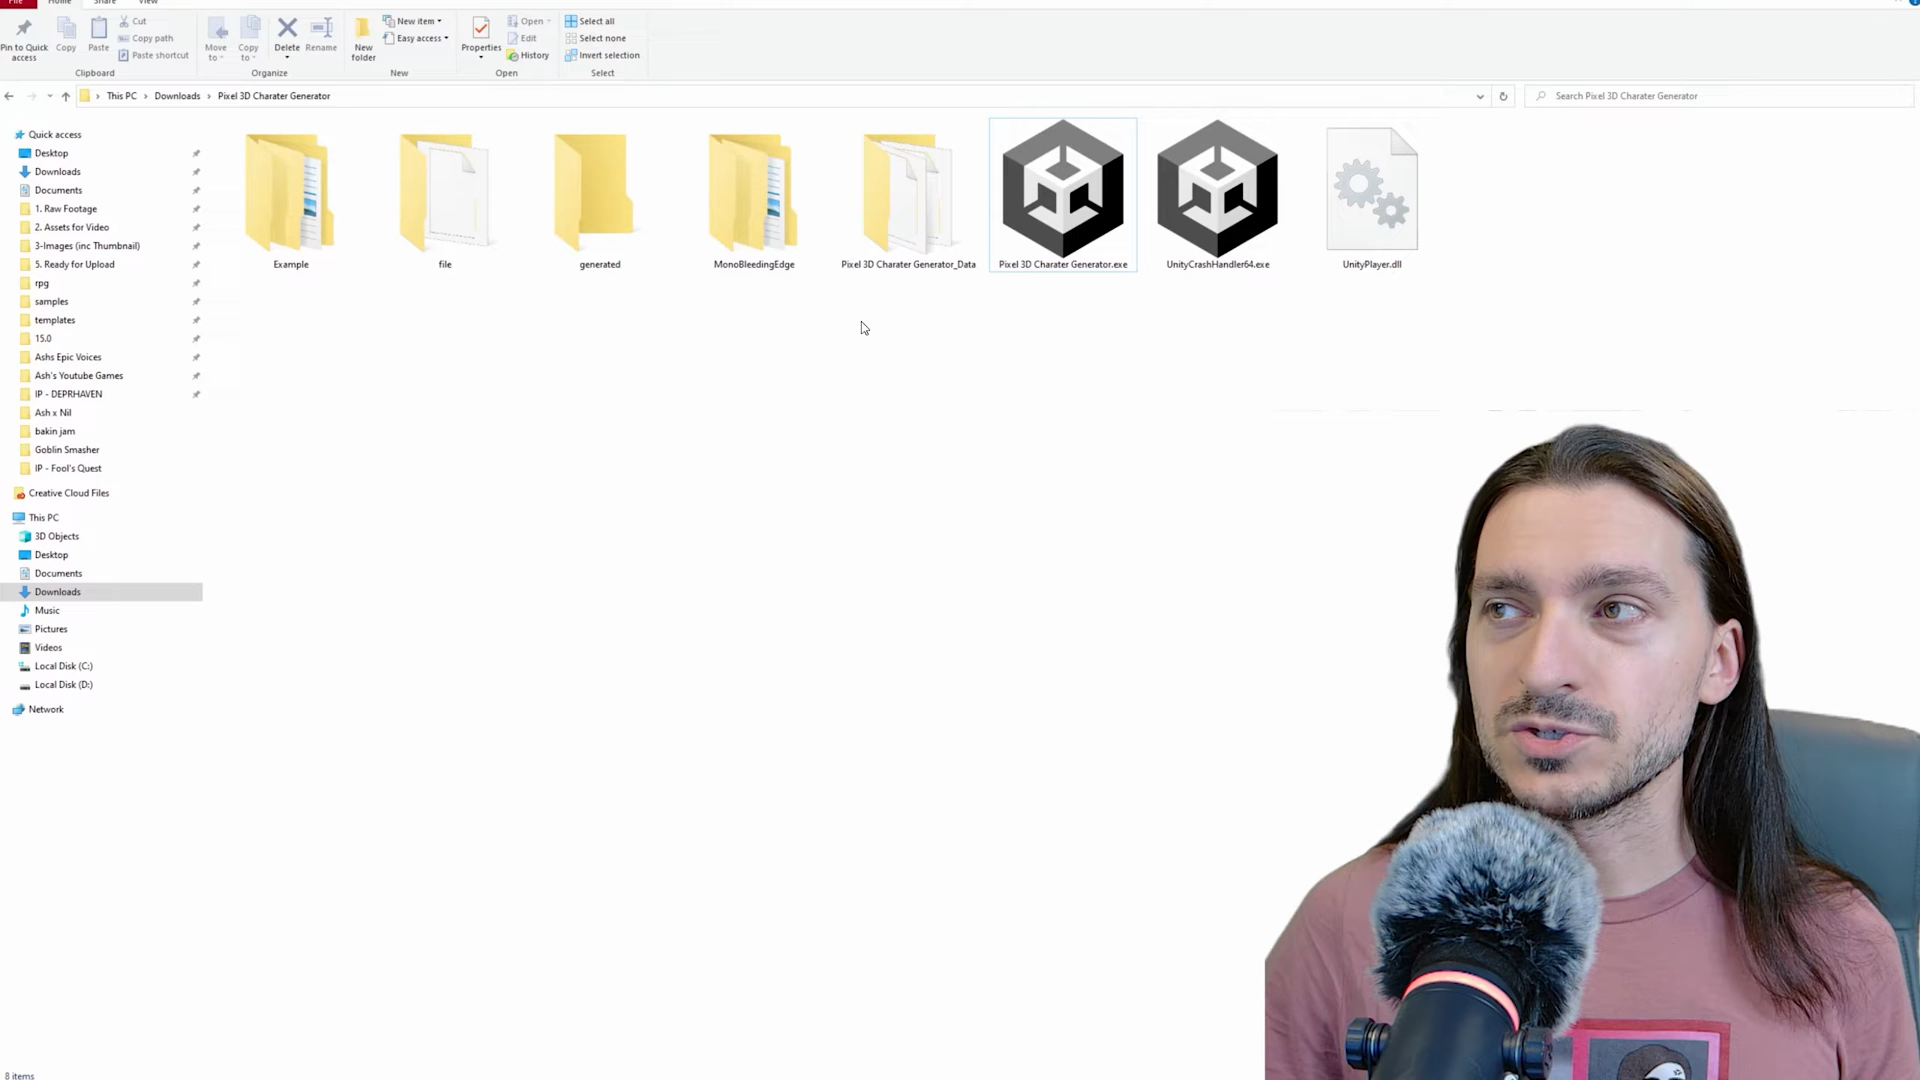 File Home Share View
Cut
Copy path
Paste shortcut
Pin to Quick access
Copy
Paste
Clipboard
Move to
Copy to
Delete
Rename
Organize
New item
Easy access
New folder
New
Properties
Open
Edit
History
Open
Select all
Select none
Invert selection
Select
This PC > Downloads > Pixel 3D Charater Generator
Search Pixel 3D Charater Generator
Quick access
Desktop
Downloads
Documents
1. Raw Footage
2. Assets for Video
3-Images (inc Thumbnail)
5. Ready for Upload
rpg
samples
templates
15.0
Ashs Epic Voices
Ash's Youtube Games
IP - DEPRHAVEN
Ash x Nil
bakin jam
Goblin Smasher
IP - Fool's Quest
Creative Cloud Files
This PC
3D Objects
Desktop
Documents
Downloads
Music
Pictures
Videos
Local Disk (C:)
Local Disk (D:)
Network
Example
file
generated
MonoBleedingEdge
Pixel 3D Charater Generator_Data
Pixel 3D Charater Generator.exe
UnityCrashHandler64.exe
UnityPlayer.dll
8 items